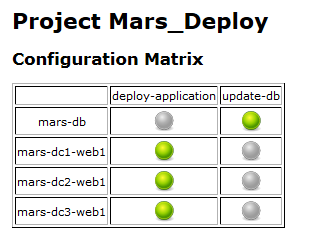 Project Mars_Deploy
Configuration Matrix
deploy-application update-db
mars-db
mars-dc1-web1
mars-dc2-web1
mars-dc3-web1